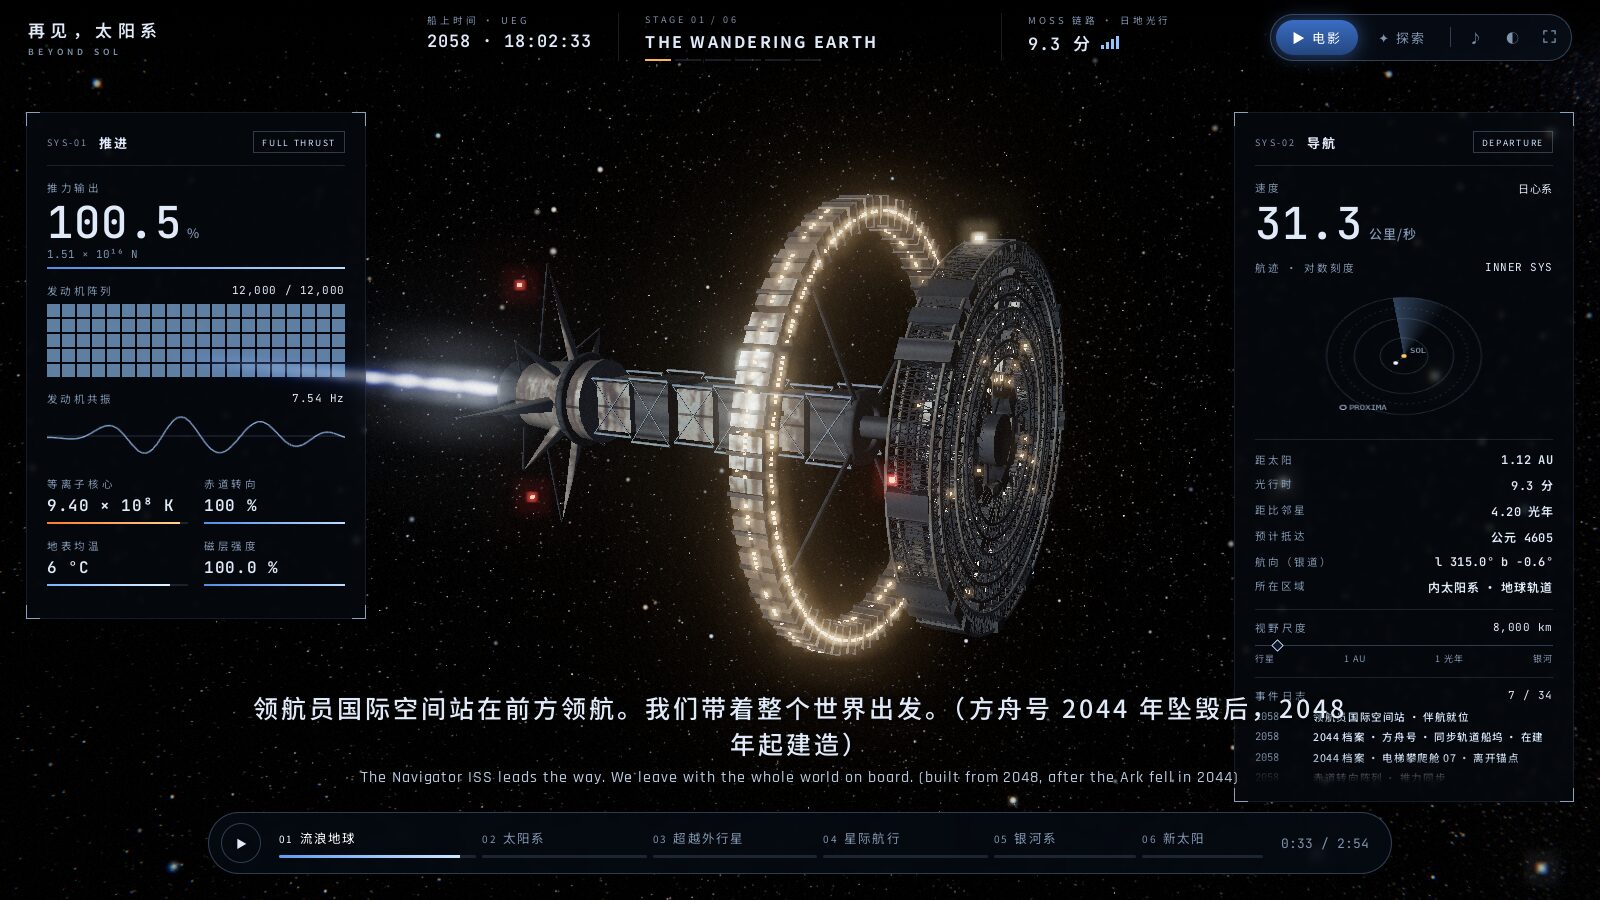 再见，太阳系
BEYOND SOL
船上时间 · UEG
2058 · 18:02:33
STAGE 01 / 06
THE WANDERING EARTH
MOSS 链路 · 日地光行
9.3 分
电影
探索
SYS-01 推进
FULL THRUST
推力输出
100.5 %
1.51 × 10¹⁶ N
发动机阵列
12,000 / 12,000
发动机共振
7.54 Hz
等离子核心
赤道转向
9.40 × 10⁸ K
100 %
地表均温
磁层强度
6 °C
100.0 %
SYS-02 导航
DEPARTURE
速度
日心系
31.3 公里/秒
航迹 · 对数刻度
INNER SYS
SOL
PROXIMA
距太阳
1.12 AU
光行时
9.3 分
距比邻星
4.20 光年
预计抵达
公元 4605
航向（银道）
l 315.0° b -0.6°
所在区域
内太阳系 · 地球轨道
视野尺度
8,000 km
行星
1 AU
1 光年
银河
事件日志
7 / 34
2058 领航员国际空间站 · 伴航就位
2058 2044 档案 · 方舟号 · 同步轨道船坞 · 在建
2058 2044 档案 · 电梯攀爬舱 07 · 离开锚点
2058 赤道转向阵列 · 推力同步
领航员国际空间站在前方领航。我们带着整个世界出发。（方舟号 2044 年坠毁后，2048
年起建造）
The Navigator ISS leads the way. We leave with the whole world on board. (built from 2048, after the Ark fell in 2044)
01 流浪地球
02 太阳系
03 超越外行星
04 星际航行
05 银河系
06 新太阳
0:33 / 2:54